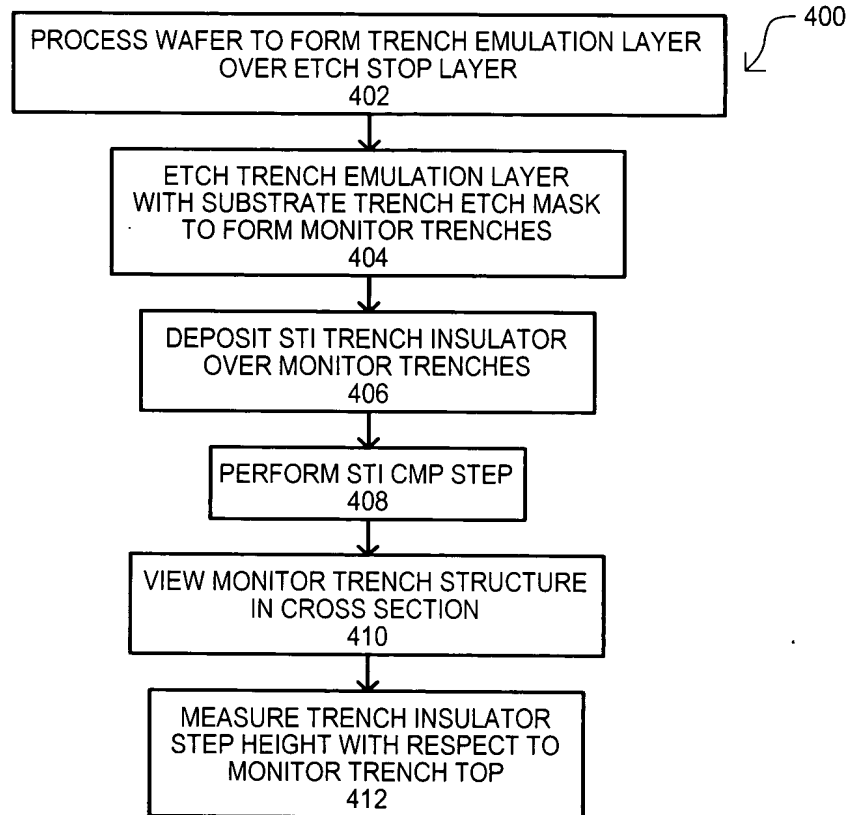 400
PROCESS WAFER TO FORM TRENCH EMULATION LAYER
OVER ETCH STOP LAYER
402
ETCH TRENCH EMULATION LAYER
WITH SUBSTRATE TRENCH ETCH MASK
TO FORM MONITOR TRENCHES
404
DEPOSIT STI TRENCH INSULATOR
OVER MONITOR TRENCHES
406
PERFORM STI CMP STEP
408
VIEW MONITOR TRENCH STRUCTURE
IN CROSS SECTION
410
MEASURE TRENCH INSULATOR
STEP HEIGHT WITH RESPECT TO
MONITOR TRENCH TOP
412